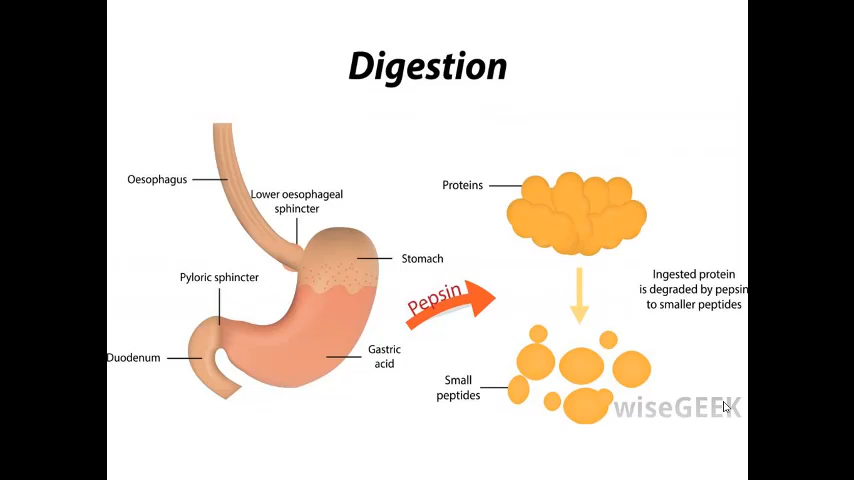 Digestion
Oesophagus
Lower oesophageal
sphincter
Stomach
Pyloric sphincter
Duodenum
Gastric
acid
Pepsin
Proteins
Ingested protein
is degraded by pepsin
to smaller peptides
Small
peptides
wiseGEEK